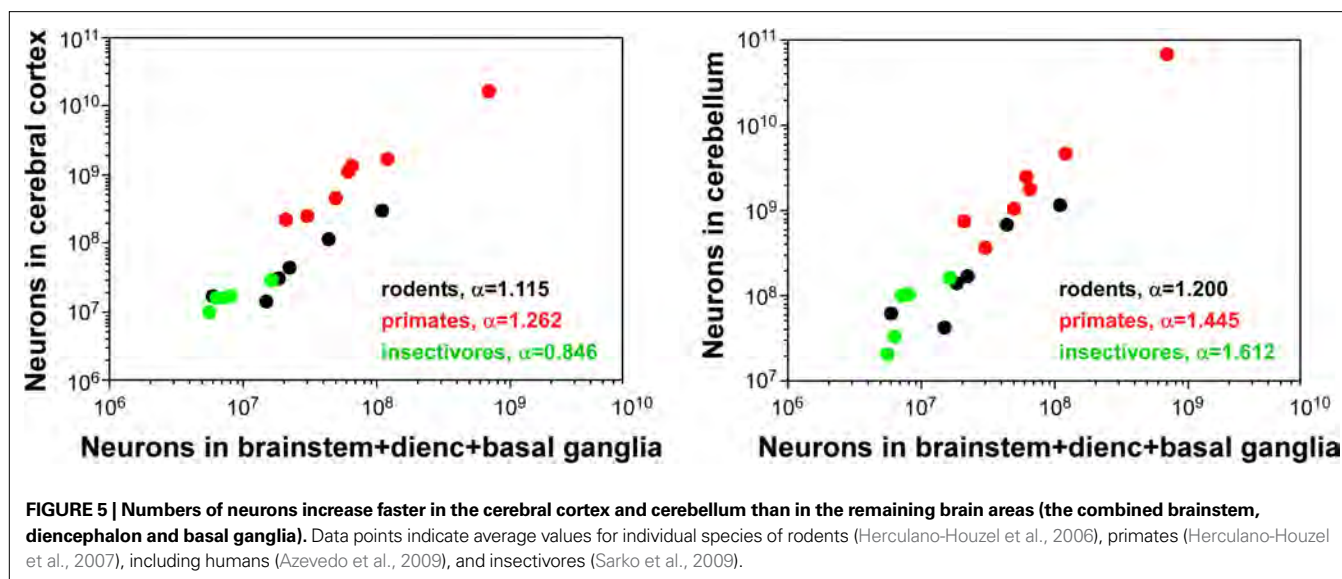 Neurons in cerebral cortex
10¹¹
10¹⁰
10⁹
10⁸
10⁷
10⁶
10⁶
10⁷
10⁸
10⁹
10¹⁰
rodents, α=1.115
primates, α=1.262
insectivores, α=0.846
Neurons in brainstem+dienc+basal ganglia
Neurons in cerebellum
10¹¹
10¹⁰
10⁹
10⁸
10⁷
10⁶
10⁷
10⁸
10⁹
10¹⁰
rodents, α=1.200
primates, α=1.445
insectivores, α=1.612
Neurons in brainstem+dienc+basal ganglia
FIGURE 5 | Numbers of neurons increase faster in the cerebral cortex and cerebellum than in the remaining brain areas (the combined brainstem,
diencephalon and basal ganglia). Data points indicate average values for individual species of rodents (Herculano-Houzel et al., 2006), primates (Herculano-Houzel
et al., 2007), including humans (Azevedo et al., 2009), and insectivores (Sarko et al., 2009).